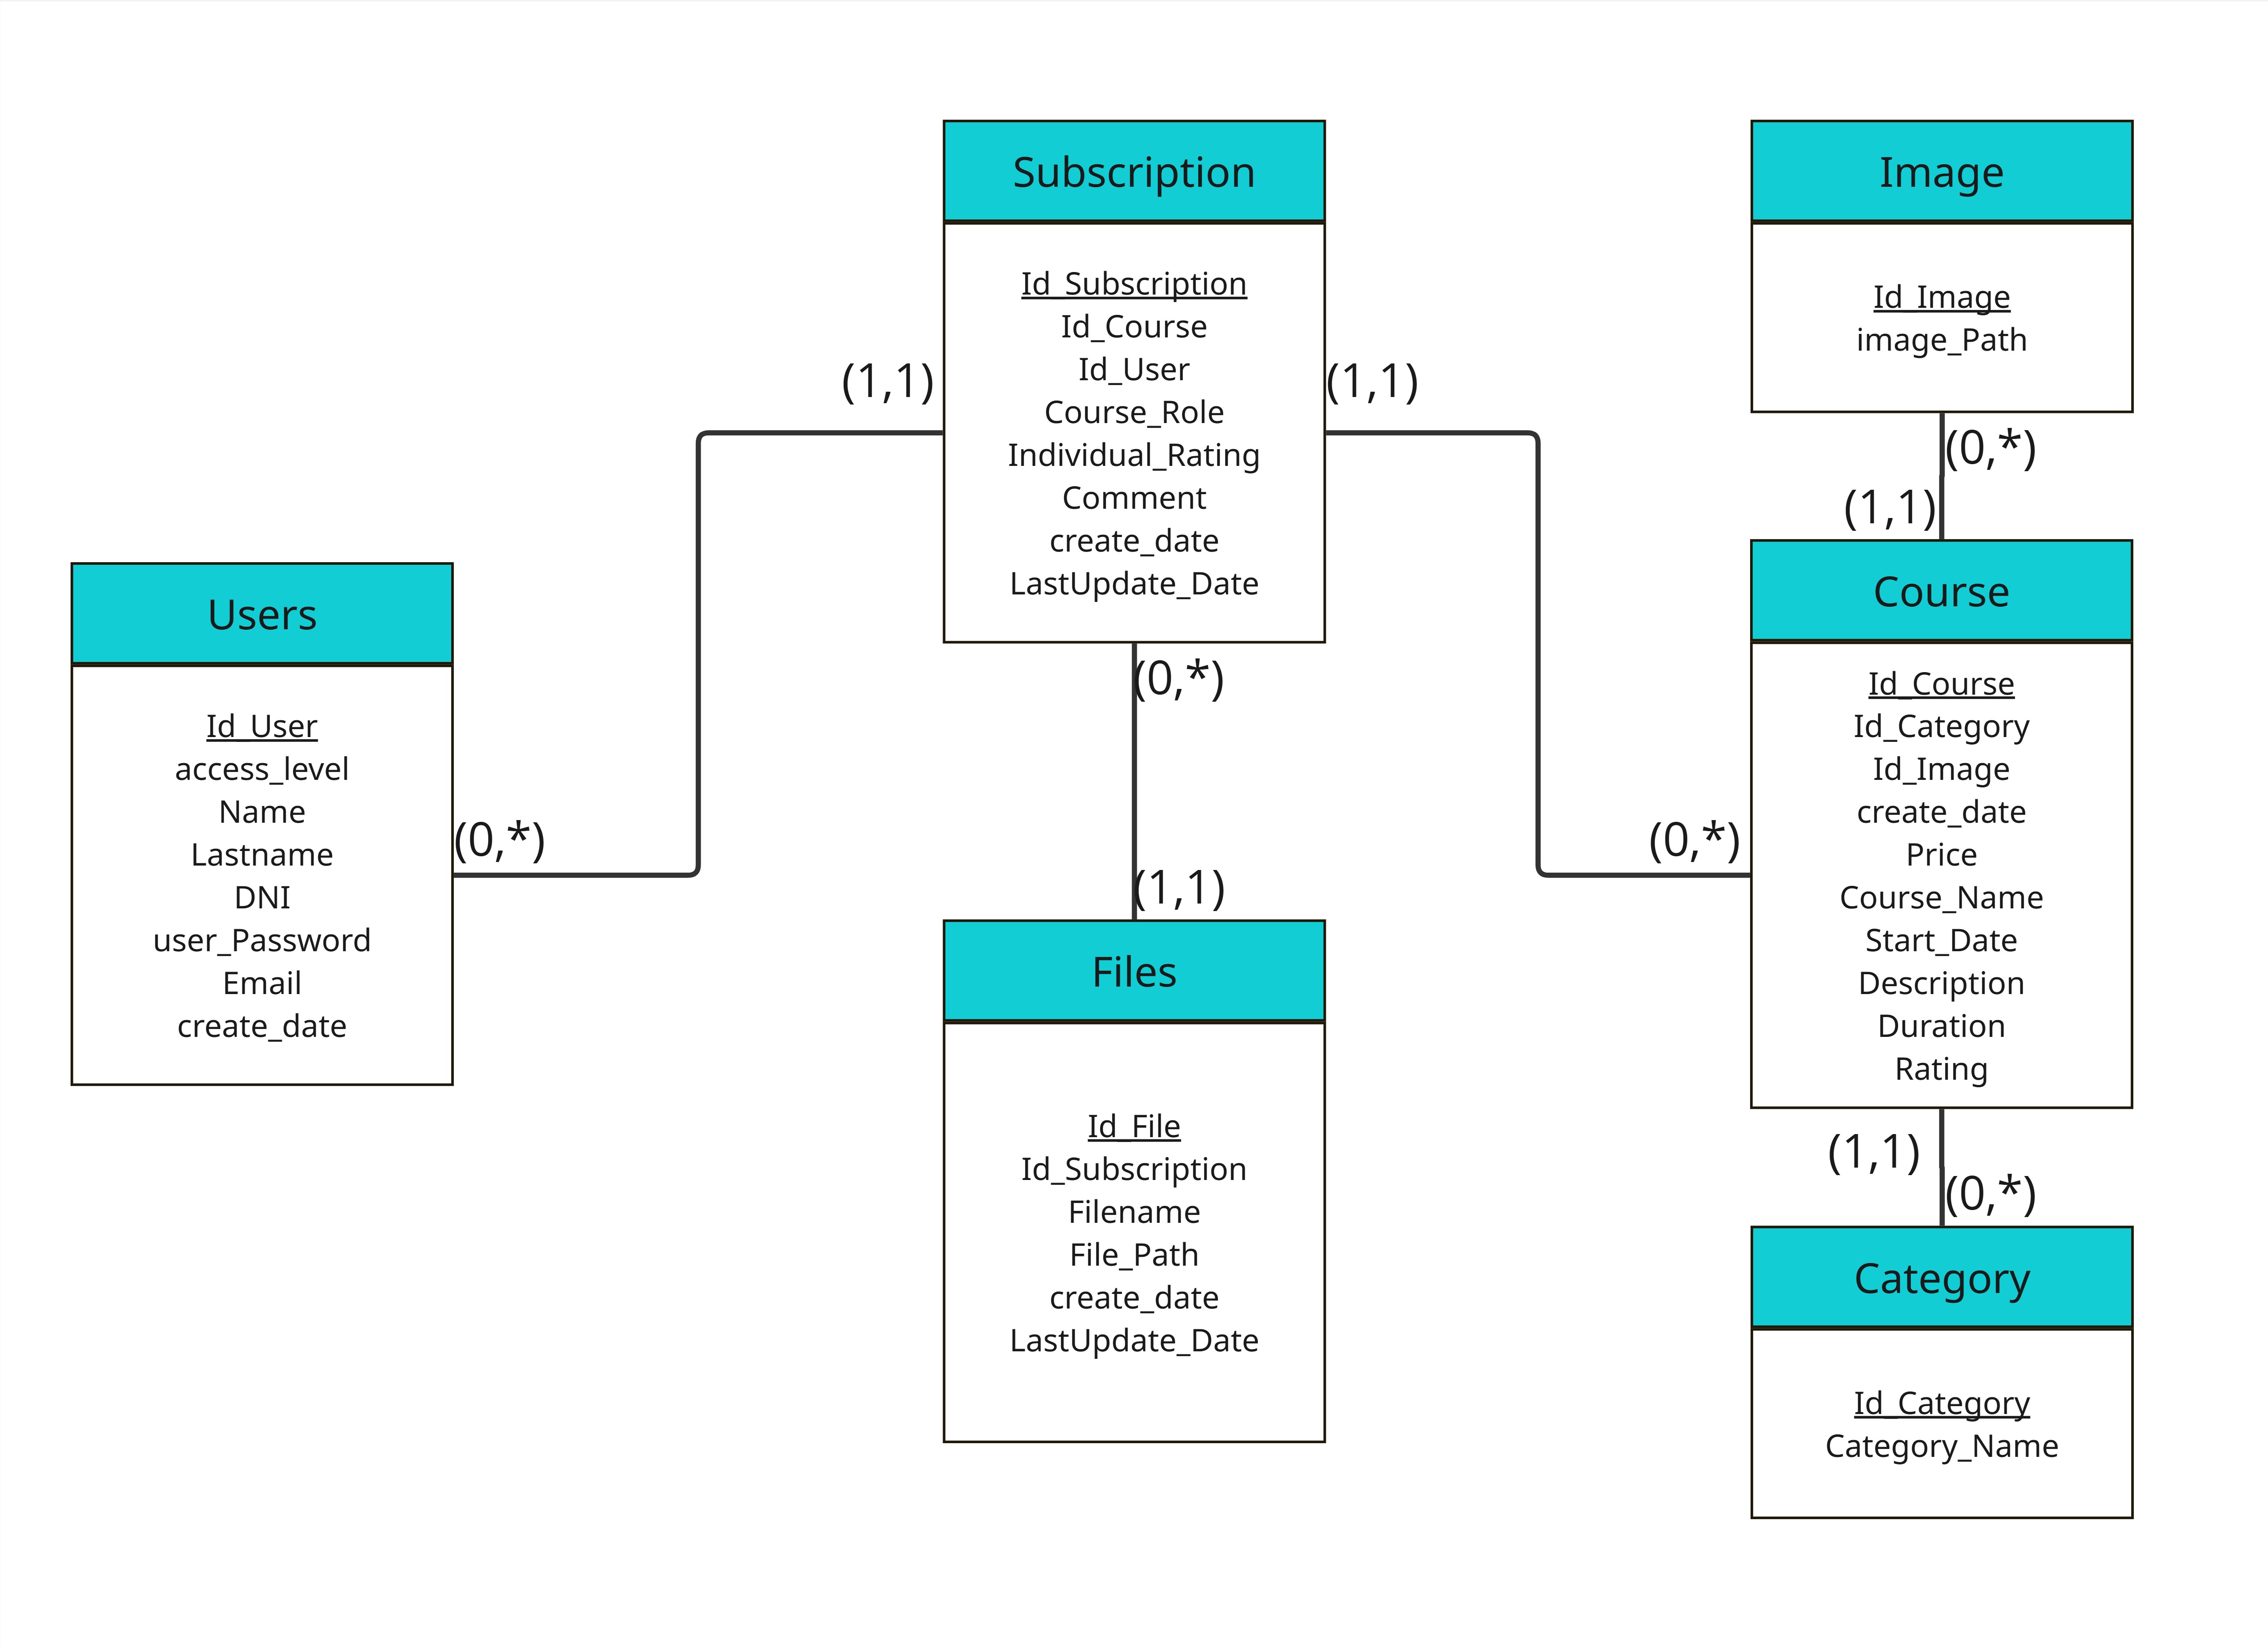 Subscription
Id_Subscription
Id_Course
Id_User
Course_Role
Individual_Rating
Comment
create_date
LastUpdate_Date
Image
Id_Image
image_Path
(1,1)
(1,1)
(0,*)
(1,1)
Users
Id_User
access_level
Name
Lastname
DNI
user_Password
Email
create_date
(0,*)
(0,*)
(1,1)
Files
Id_File
Id_Subscription
Filename
File_Path
create_date
LastUpdate_Date
(0,*)
Course
Id_Course
Id_Category
Id_Image
create_date
Price
Course_Name
Start_Date
Description
Duration
Rating
(1,1)
(0,*)
Category
Id_Category
Category_Name